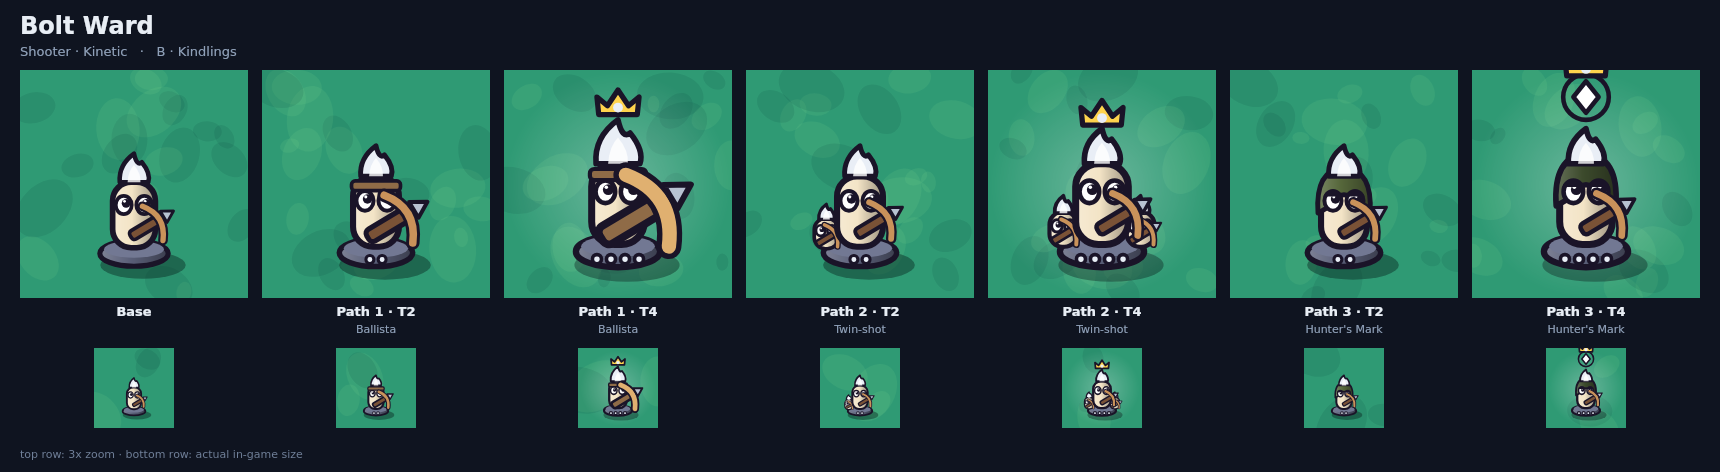 Bolt Ward
Shooter · Kinetic · B · Kindlings
Base
Path 1 · T2
Ballista
Path 1 · T4
Ballista
Path 2 · T2
Twin-shot
Path 2 · T4
Twin-shot
Path 3 · T2
Hunter's Mark
Path 3 · T4
Hunter's Mark
top row: 3x zoom · bottom row: actual in-game size